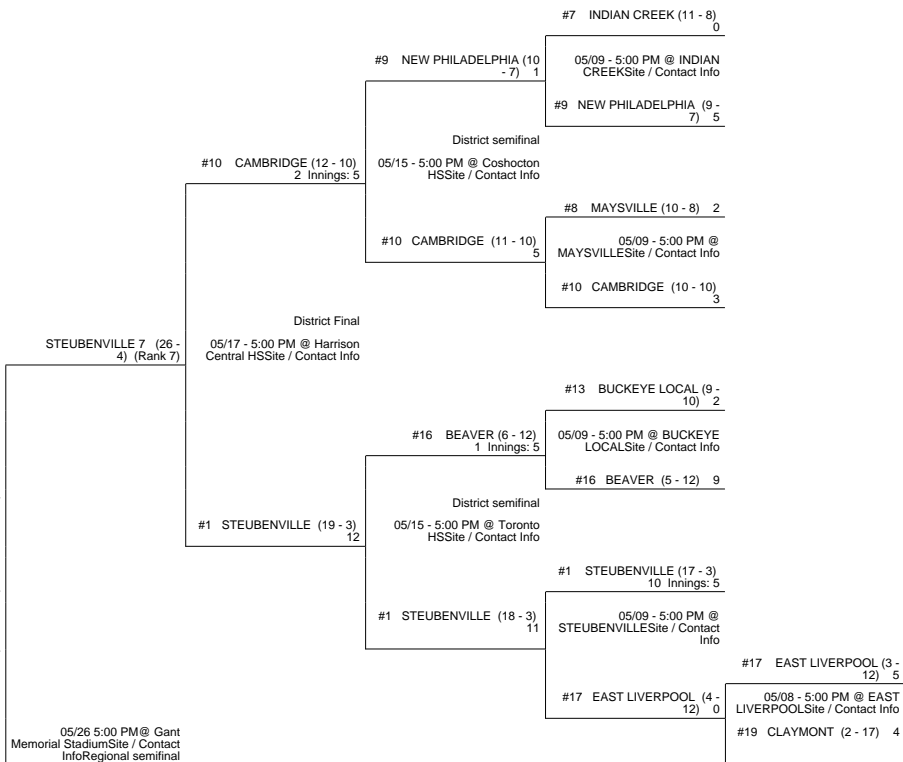 #7 INDIAN CREEK (11 - 8)
0
05/09 - 5:00 PM @ INDIAN
CREEKSite / Contact Info
#9 NEW PHILADELPHIA (9 -
7) 5
#9 NEW PHILADELPHIA (10
- 7) 1
District semifinal
05/15 - 5:00 PM @ Coshocton
HSSite / Contact Info
#8 MAYSVILLE (10 - 8) 2
05/09 - 5:00 PM @
MAYSVILLESite / Contact Info
#10 CAMBRIDGE (10 - 10)
3
#10 CAMBRIDGE (11 - 10)
5
#10 CAMBRIDGE (12 - 10)
2 Innings: 5
District Final
05/17 - 5:00 PM @ Harrison
Central HSSite / Contact Info
STEUBENVILLE 7 (26 -
4) (Rank 7)
#13 BUCKEYE LOCAL (9 -
10) 2
05/09 - 5:00 PM @ BUCKEYE
LOCALSite / Contact Info
#16 BEAVER (5 - 12) 9
#16 BEAVER (6 - 12)
1 Innings: 5
District semifinal
05/15 - 5:00 PM @ Toronto
HSSite / Contact Info
#1 STEUBENVILLE (19 - 3)
12
#1 STEUBENVILLE (17 - 3)
10 Innings: 5
05/09 - 5:00 PM @
STEUBENVILLESite / Contact
Info
#1 STEUBENVILLE (18 - 3)
11
#17 EAST LIVERPOOL (4 -
12) 0
#17 EAST LIVERPOOL (3 -
12) 5
05/08 - 5:00 PM @ EAST
LIVERPOOLSite / Contact Info
#19 CLAYMONT (2 - 17) 4
05/26 5:00 PM@ Gant
Memorial StadiumSite / Contact
InfoRegional semifinal